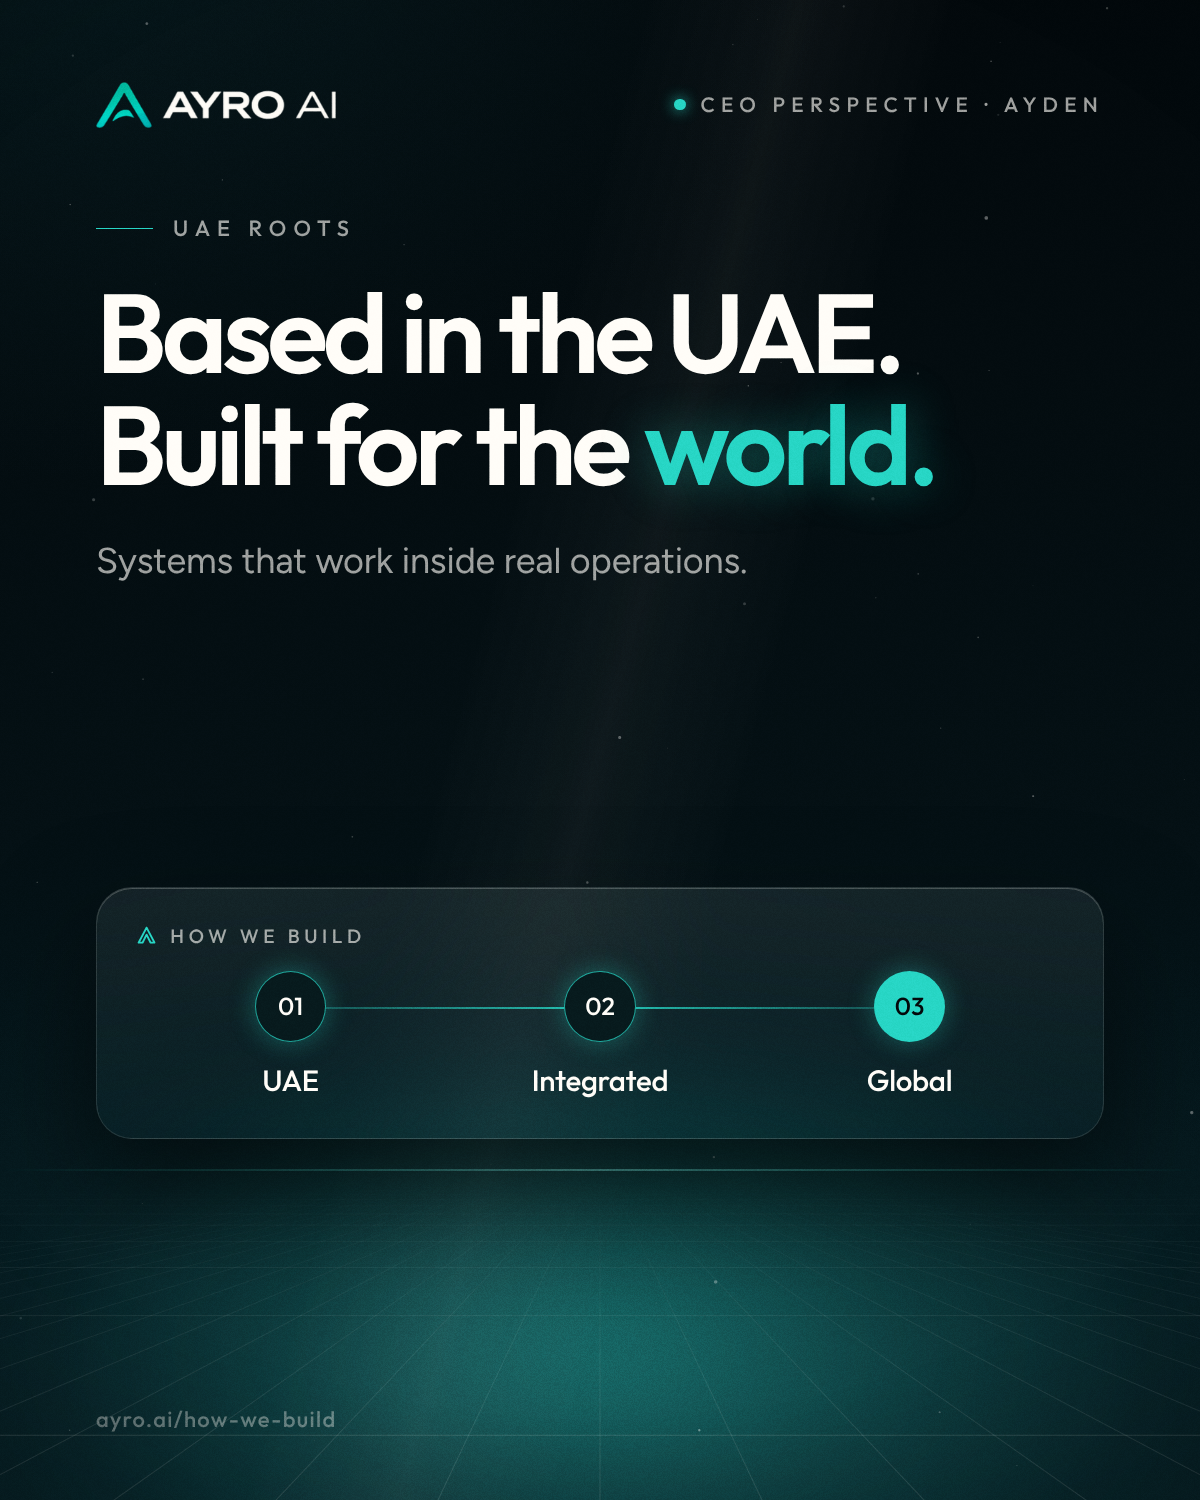 AYRO AI
CEO PERSPECTIVE · AYDEN
UAE ROOTS
Based in the UAE.
Built for the world.
Systems that work inside real operations.
HOW WE BUILD
01
02
03
UAE
Integrated
Global
ayro.ai/how-we-build